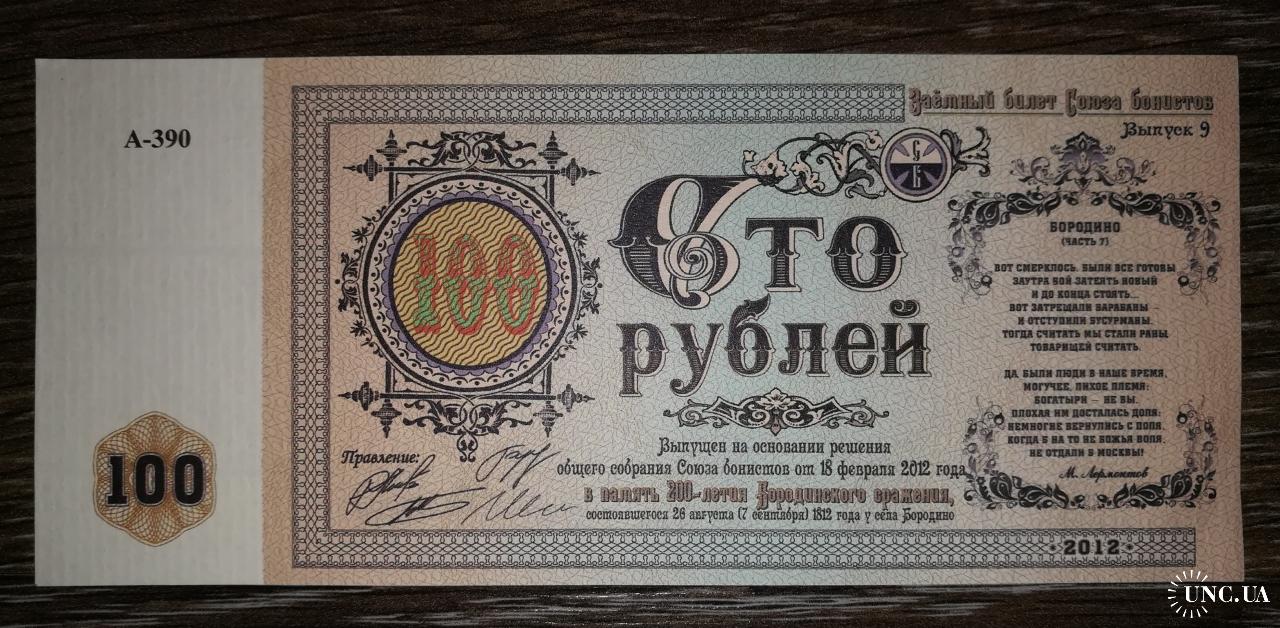 А-390
100
Заёмный билет Союза бонистов
Выпуск 9
СБ
100
100
Сто
рублей
БОРОДИНО
(ЧАСТЬ 7)
ВОТ СМЕРКЛОСЬ. БЫЛИ ВСЕ ГОТОВЫ
ЗАУТРА БОЙ ЗАТЕЯТЬ НОВЫЙ
И ДО КОНЦА СТОЯТЬ...
ВОТ ЗАТРЕЩАЛИ БАРАБАНЫ
И ОТСТУПИЛИ БУСУРМАНЫ.
ТОГДА СЧИТАТЬ МЫ СТАЛИ РАНЫ,
ТОВАРИЩЕЙ СЧИТАТЬ.
ДА, БЫЛИ ЛЮДИ В НАШЕ ВРЕМЯ,
МОГУЧЕЕ, ЛИХОЕ ПЛЕМЯ:
БОГАТЫРИ — НЕ ВЫ.
ПЛОХАЯ ИМ ДОСТАЛАСЬ ДОЛЯ:
НЕМНОГИЕ ВЕРНУЛИСЬ С ПОЛЯ.
КОГДА Б НА ТО НЕ БОЖЬЯ ВОЛЯ,
НЕ ОТДАЛИ Б МОСКВЫ!
М. Лермонтов
Правление:
Выпущен на основании решения
общего собрания Союза бонистов от 18 февраля 2012 года
в память 200-летия Бородинского сражения,
состоявшегося 26 августа (7 сентября) 1812 года у села Бородино
· 2012 ·
UNC.UA